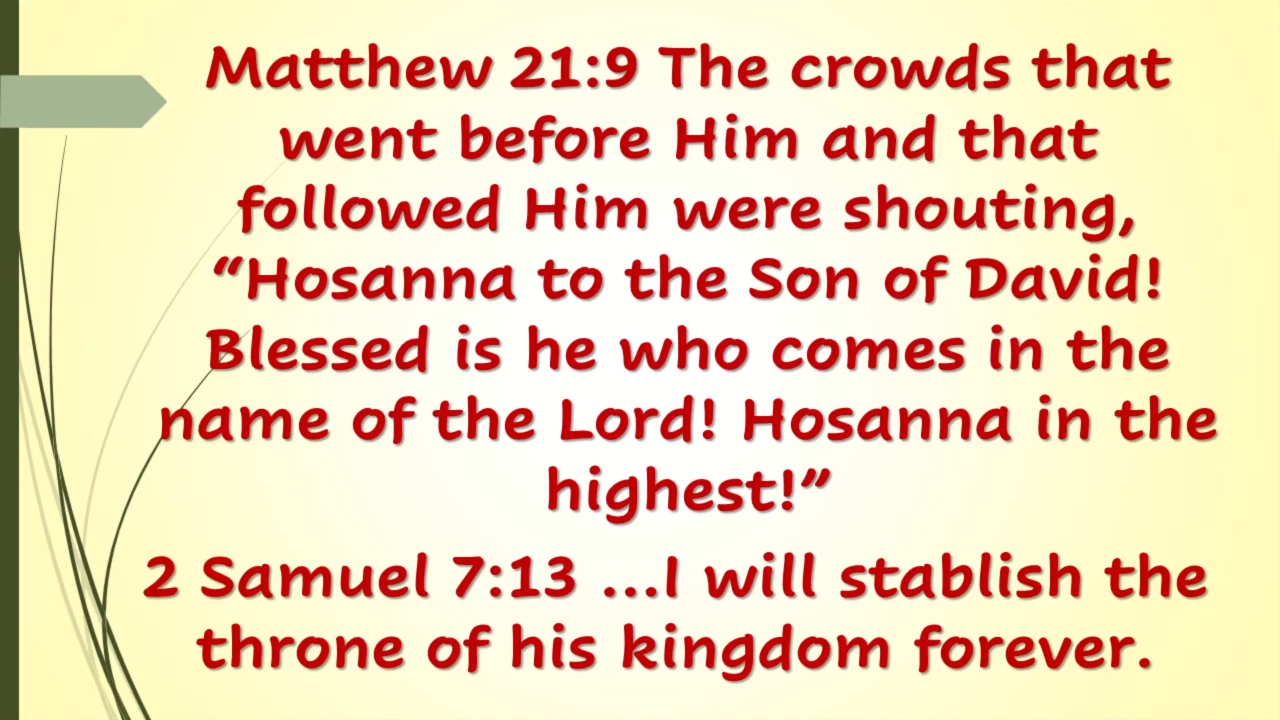 Matthew 21:9 The crowds that
went before Him and that
followed Him were shouting,
“Hosanna to the Son of David!
Blessed is he who comes in the
name of the Lord! Hosanna in the
highest!”
2 Samuel 7:13 ...I will stablish the
throne of his kingdom forever.